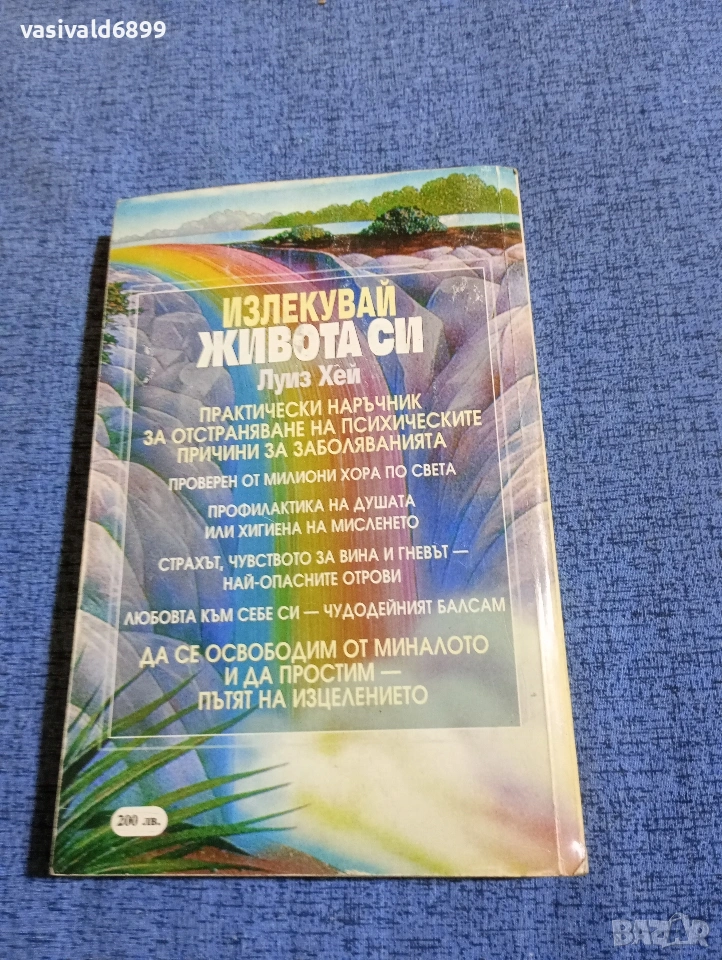 vasivald6899
ИЗЛЕКУВАЙ
ЖИВОТА СИ
Луиз Хей
ПРАКТИЧЕСКИ НАРЪЧНИК
ЗА ОТСТРАНЯВАНЕ НА ПСИХИЧЕСКИТЕ
ПРИЧИНИ ЗА ЗАБОЛЯВАНИЯТА
ПРОВЕРЕН ОТ МИЛИОНИ ХОРА ПО СВЕТА
ПРОФИЛАКТИКА НА ДУШАТА
ИЛИ ХИГИЕНА НА МИСЛЕНЕТО
СТРАХЪТ, ЧУВСТВОТО ЗА ВИНА И ГНЕВЪТ —
НАЙ-ОПАСНИТЕ ОТРОВИ
ЛЮБОВТА КЪМ СЕБЕ СИ — ЧУДОДЕЙНИЯТ БАЛСАМ
ДА СЕ ОСВОБОДИМ ОТ МИНАЛОТО
И ДА ПРОСТИМ —
ПЪТЯТ НА ИЗЦЕЛЕНИЕТО
200 лв.
BAZAR